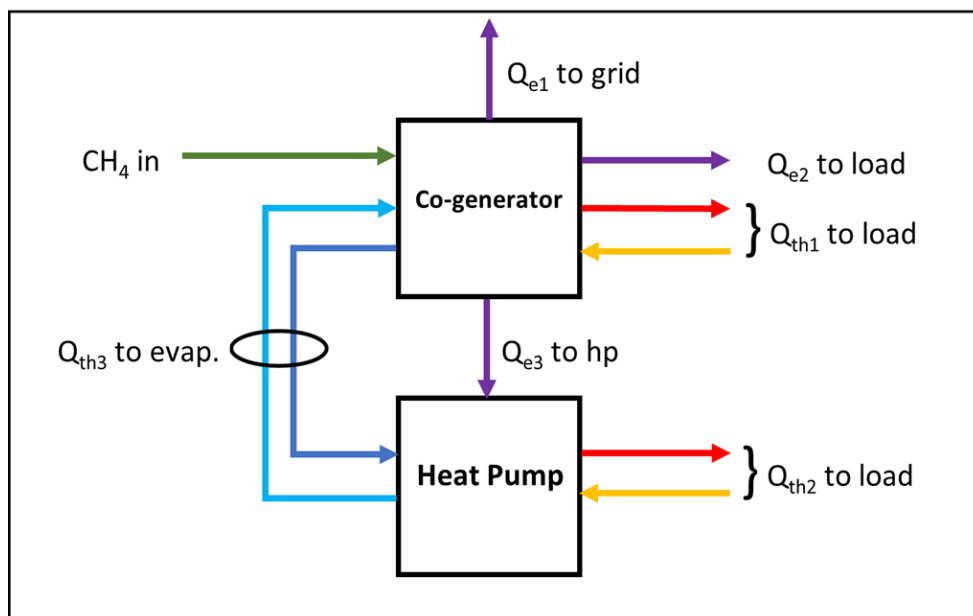 Qe1 to grid
CH4 in
Qe2 to load
Co-generator
} Qth1 to load
Qth3 to evap.
Qe3 to hp
Heat Pump
} Qth2 to load